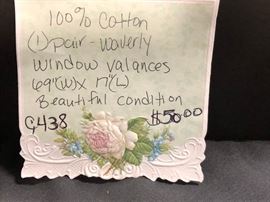 100% Cotton
(1) pair - waverly
window valances
69"(W) X 17"(L)
Beautiful condition
G438 $50.00